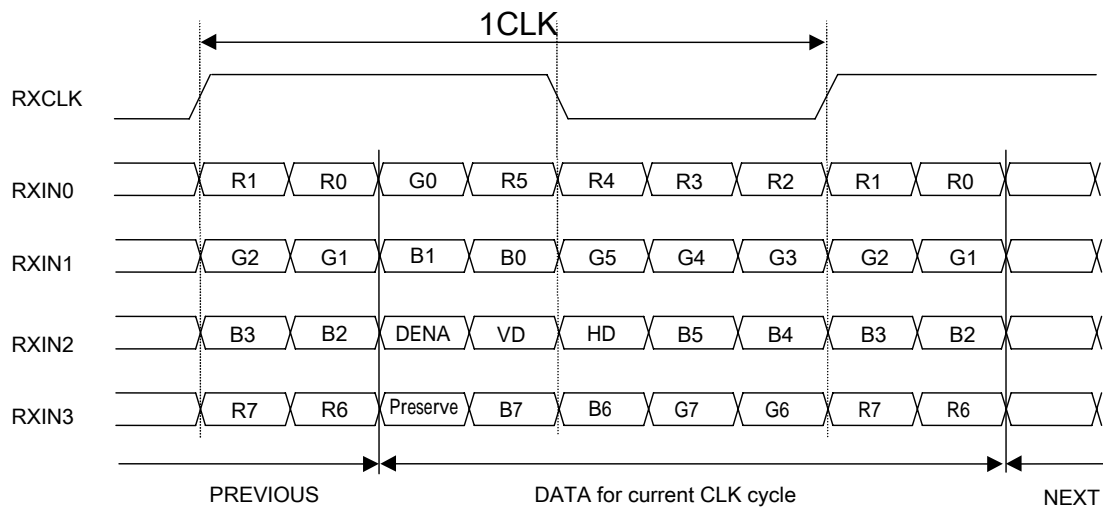 1CLK
RXCLK
RXIN0 R1 R0 G0 R5 R4 R3 R2 R1 R0
RXIN1 G2 G1 B1 B0 G5 G4 G3 G2 G1
RXIN2 B3 B2 DENA VD HD B5 B4 B3 B2
RXIN3 R7 R6 Preserve B7 B6 G7 G6 R7 R6
PREVIOUS DATA for current CLK cycle NEXT